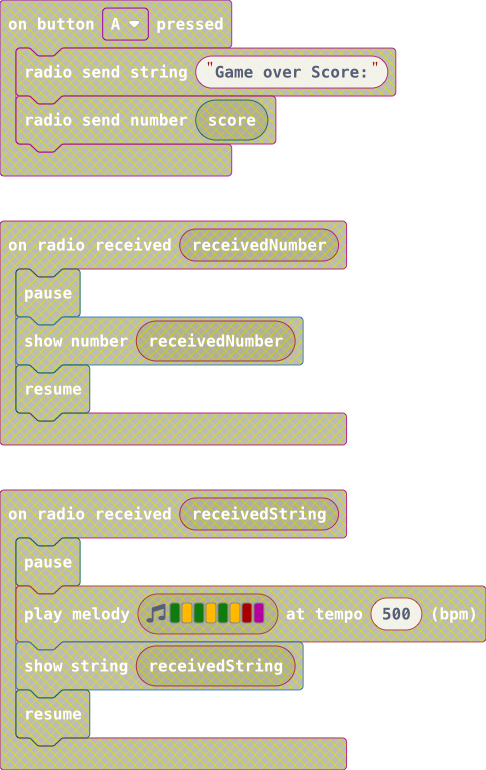 on button A pressed
radio send string "Game over Score:"
radio send number score
on radio received receivedNumber
pause
show number receivedNumber
resume
on radio received receivedString
pause
play melody at tempo 500 (bpm)
show string receivedString
resume